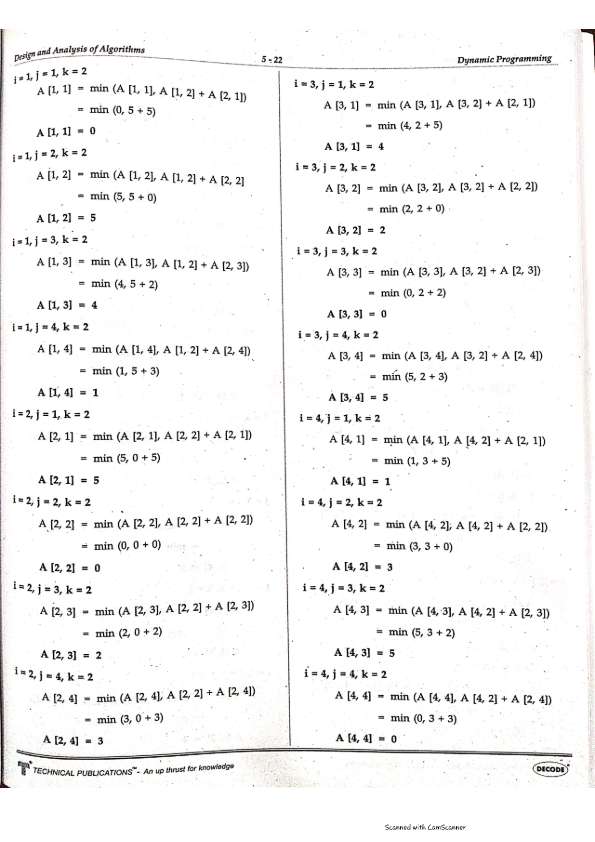 Design and Analysis of Algorithms
5 - 22
Dynamic Programming
i = 1, j = 1, k = 2
A [1, 1] = min (A [1, 1], A [1, 2] + A [2, 1])
= min (0, 5 + 5)
A [1, 1] = 0
i = 1, j = 2, k = 2
A [1, 2] = min (A [1, 2], A [1, 2] + A [2, 2]
= min (5, 5 + 0)
A [1, 2] = 5
i = 1, j = 3, k = 2
A [1, 3] = min (A [1, 3], A [1, 2] + A [2, 3])
= min (4, 5 + 2)
A [1, 3] = 4
i = 1, j = 4, k = 2
A [1, 4] = min (A [1, 4], A [1, 2] + A [2, 4])
= min (1, 5 + 3)
A [1, 4] = 1
i = 2, j = 1, k = 2
A [2, 1] = min (A [2, 1], A [2, 2] + A [2, 1])
= min (5, 0 + 5)
A [2, 1] = 5
i = 2, j = 2, k = 2
A [2, 2] = min (A [2, 2], A [2, 2] + A [2, 2])
= min (0, 0 + 0)
A [2, 2] = 0
i = 2, j = 3, k = 2
A [2, 3] = min (A [2, 3], A [2, 2] + A [2, 3])
= min (2, 0 + 2)
A [2, 3] = 2
i = 2, j = 4, k = 2
A [2, 4] = min (A [2, 4], A [2, 2] + A [2, 4])
= min (3, 0 + 3)
A [2, 4] = 3
i = 3, j = 1, k = 2
A [3, 1] = min (A [3, 1], A [3, 2] + A [2, 1])
= min (4, 2 + 5)
A [3, 1] = 4
i = 3, j = 2, k = 2
A [3, 2] = min (A [3, 2], A [3, 2] + A [2, 2])
= min (2, 2 + 0)
A [3, 2] = 2
i = 3, j = 3, k = 2
A [3, 3] = min (A [3, 3], A [3, 2] + A [2, 3])
= min (0, 2 + 2)
A [3, 3] = 0
i = 3, j = 4, k = 2
A [3, 4] = min (A [3, 4], A [3, 2] + A [2, 4])
= min (5, 2 + 3)
A [3, 4] = 5
i = 4, j = 1, k = 2
A [4, 1] = min (A [4, 1], A [4, 2] + A [2, 1])
= min (1, 3 + 5)
A [4, 1] = 1
i = 4, j = 2, k = 2
A [4, 2] = min (A [4, 2], A [4, 2] + A [2, 2])
= min (3, 3 + 0)
A [4, 2] = 3
i = 4, j = 3, k = 2
A [4, 3] = min (A [4, 3], A [4, 2] + A [2, 3])
= min (5, 3 + 2)
A [4, 3] = 5
i = 4, j = 4, k = 2
A [4, 4] = min (A [4, 4], A [4, 2] + A [2, 4])
= min (0, 3 + 3)
A [4, 4] = 0
TECHNICAL PUBLICATIONS™ - An up thrust for knowledge
DECODE
Scanned with CamScanner